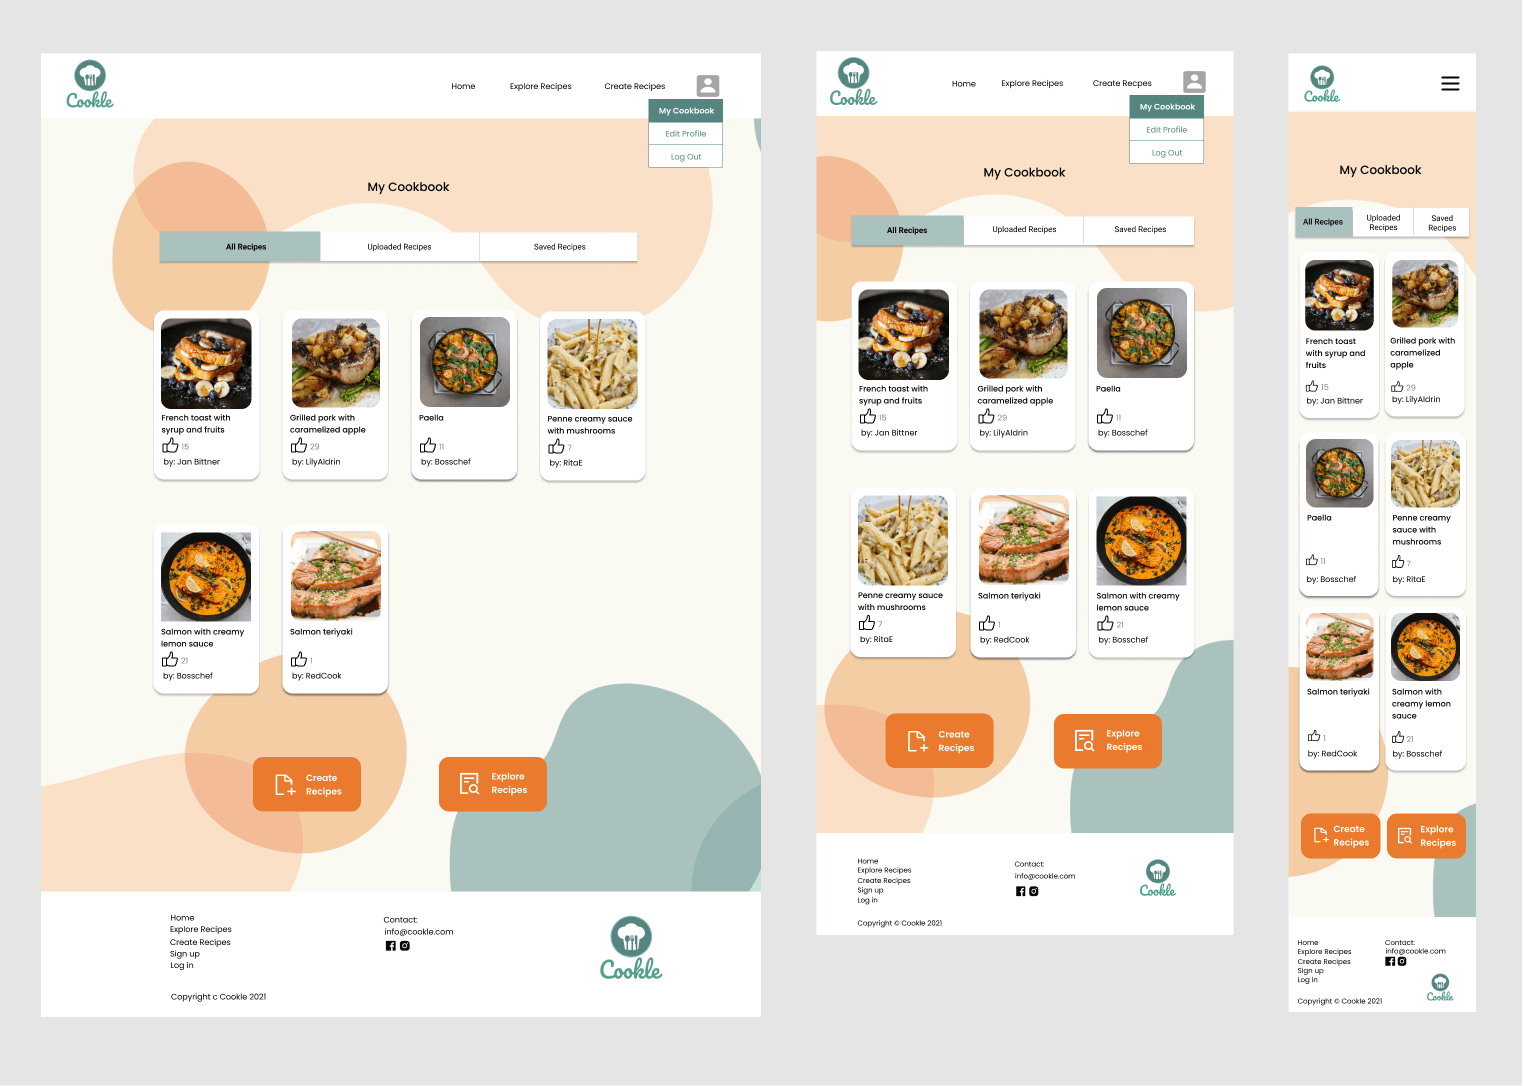 Cookle
Home Explore Recipes Create Recipes
My Cookbook
Edit Profile
Log Out
My Cookbook
All Recipes Uploaded Recipes Saved Recipes
French toast with
syrup and fruits
15
by: Jan Bittner
Grilled pork with
caramelized apple
29
by: LilyAldrin
Paella
11
by: Bosschef
Penne creamy sauce
with mushrooms
7
by: RitaE
Salmon with creamy
lemon sauce
21
by: Bosschef
Salmon teriyaki
1
by: RedCook
Create
Recipes
Explore
Recipes
Home
Explore Recipes
Create Recipes
Sign up
Log in
Copyright c Cookle 2021
Contact:
info@cookle.com
Cookle
Cookle
Home Explore Recipes Create Recpes
My Cookbook
Edit Profile
Log Out
My Cookbook
All Recipes Uploaded Recipes Saved Recipes
French toast with
syrup and fruits
15
by: Jan Bittner
Grilled pork with
caramelized apple
29
by: LilyAldrin
Paella
11
by: Bosschef
Penne creamy sauce
with mushrooms
7
by: RitaE
Salmon teriyaki
1
by: RedCook
Salmon with creamy
lemon sauce
21
by: Bosschef
Create
Recipes
Explore
Recipes
Home
Explore Recipes
Create Recipes
Sign up
Log in
Copyright © Cookle 2021
Contact:
info@cookle.com
Cookle
Cookle
My Cookbook
All Recipes
Uploaded
Recipes
Saved
Recipes
French toast
with syrup and
fruits
15
by: Jan Bittner
Grilled pork with
caramelized
apple
29
by: LilyAldrin
Paella
11
by: Bosschef
Penne creamy
sauce with
mushrooms
7
by: RitaE
Salmon teriyaki
1
by: RedCook
Salmon with
creamy lemon
sauce
21
by: Bosschef
Create
Recipes
Explore
Recipes
Home
Explore Recipes
Create Recipes
Sign up
Log in
Copyright © Cookle 2021
Contact:
info@cookle.com
Cookle